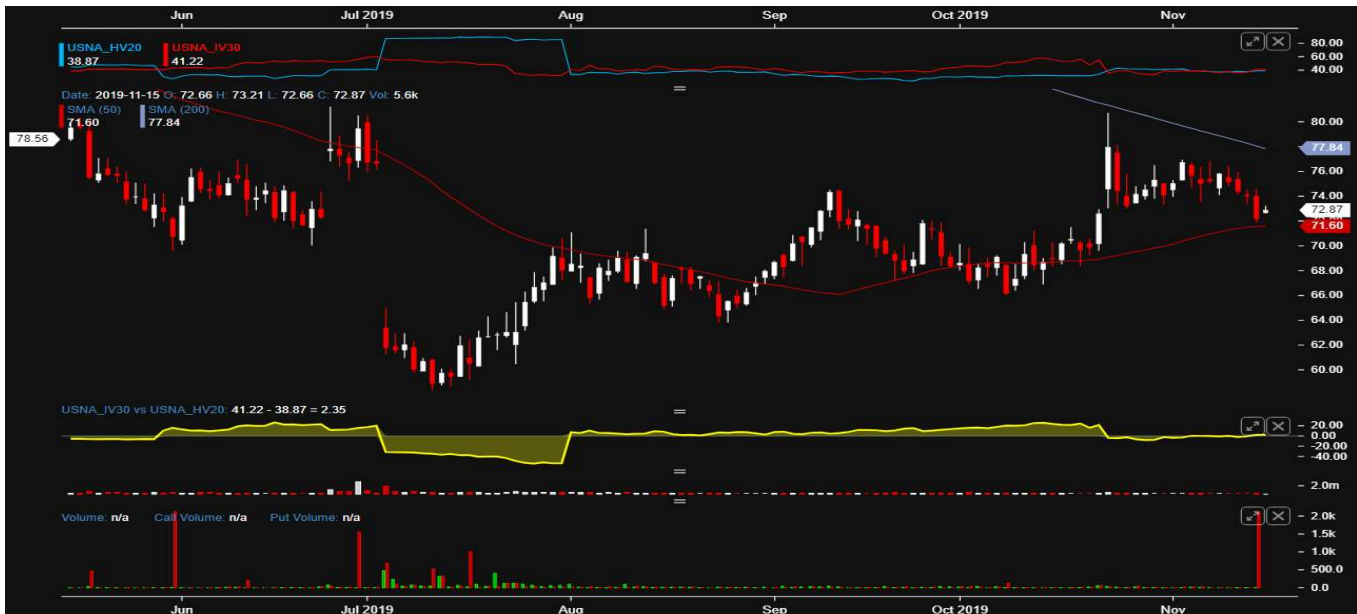 Jun Jul 2019 Aug Sep Oct 2019 Nov
USNA_HV20 USNA_IV30
38.87 41.22
80.00
60.00
40.00
Date: 2019-11-15 O: 72.66 H: 73.21 L: 72.66 C: 72.87 Vol: 5.6k
SMA (50) SMA (200)
71.60 77.84
78.56
80.00
77.84
76.00
74.00
72.87
71.60
70.00
68.00
66.00
64.00
62.00
60.00
USNA_IV30 vs USNA_HV20: 41.22 - 38.87 = 2.35
20.00
0.00
-20.00
-40.00
2.0m
Volume: n/a Call Volume: n/a Put Volume: n/a
2.0k
1.5k
1.0k
500.0
0.0
Jun Jul 2019 Aug Sep Oct 2019 Nov